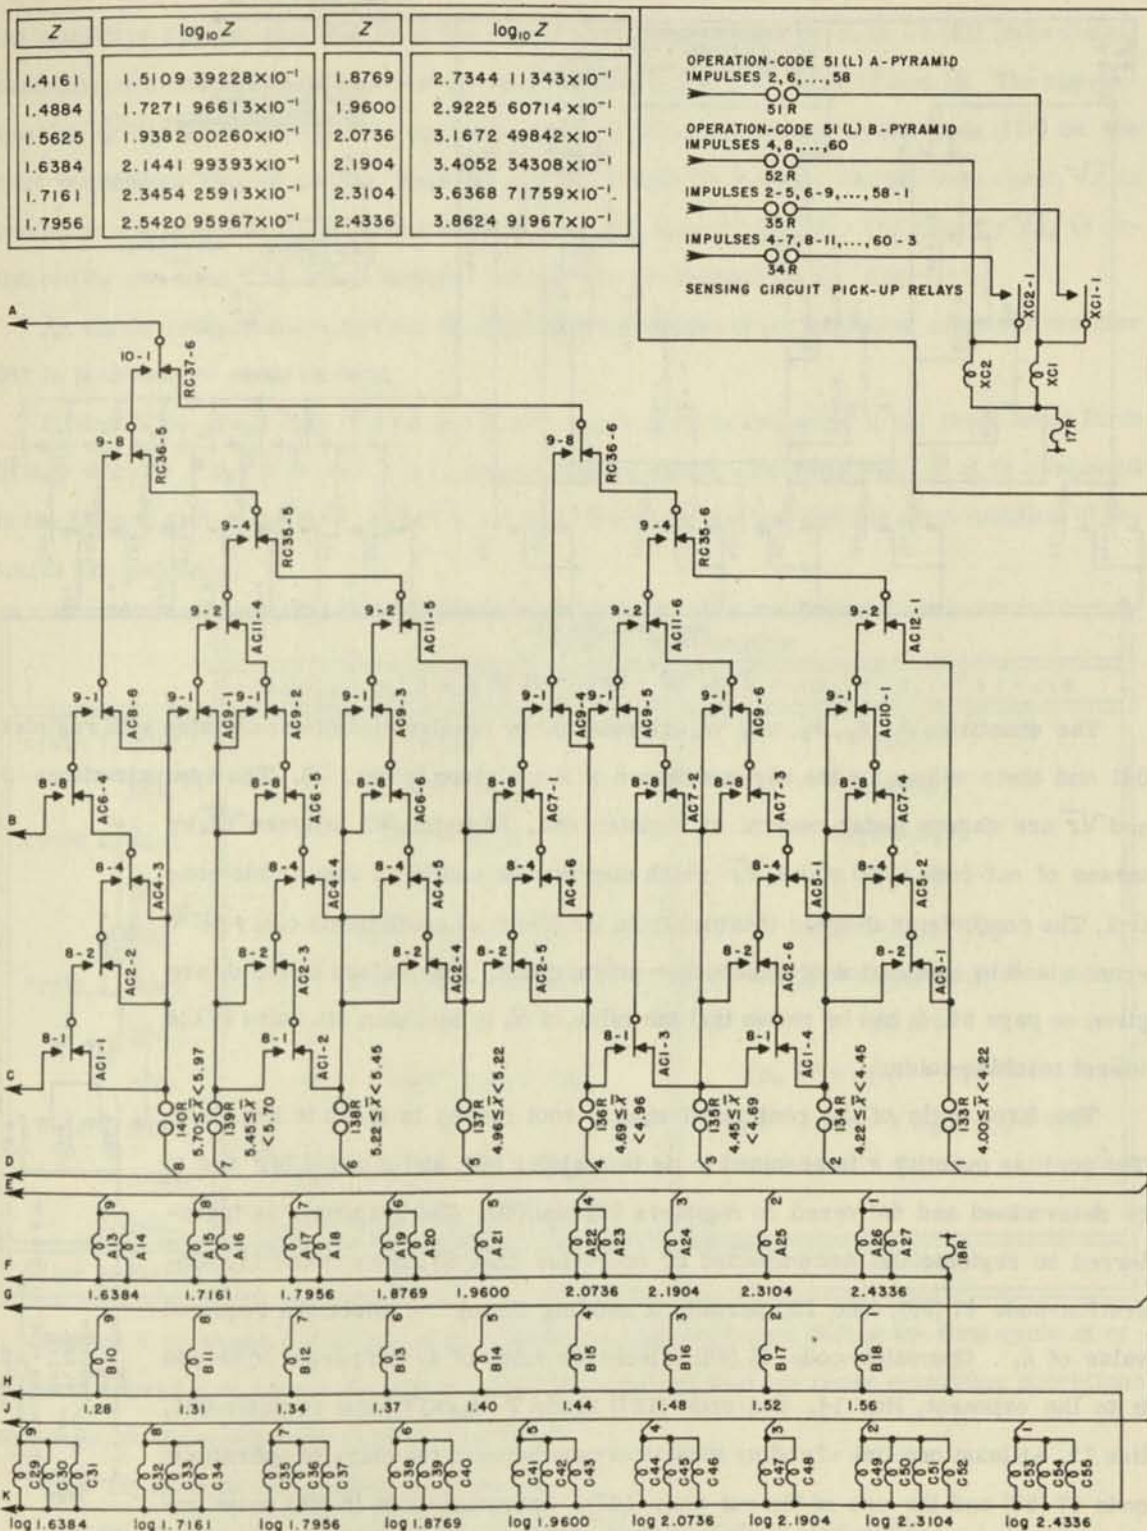 Z log₁₀ Z Z log₁₀ Z
1.4161 1.5109 39228×10⁻¹ 1.8769 2.7344 11343×10⁻¹
1.4884 1.7271 96613×10⁻¹ 1.9600 2.9225 60714×10⁻¹
1.5625 1.9382 00260×10⁻¹ 2.0736 3.1672 49842×10⁻¹
1.6384 2.1441 99393×10⁻¹ 2.1904 3.4052 34308×10⁻¹
1.7161 2.3454 25913×10⁻¹ 2.3104 3.6368 71759×10⁻¹
1.7956 2.5420 95967×10⁻¹ 2.4336 3.8624 91967×10⁻¹
OPERATION-CODE 51(L) A-PYRAMID
IMPULSES 2, 6, ..., 58
51R
OPERATION-CODE 51(L) B-PYRAMID
IMPULSES 4, 8, ..., 60
52R
IMPULSES 2-5, 6-9, ..., 58-1
35R
IMPULSES 4-7, 8-11, ..., 60-3
34R
SENSING CIRCUIT PICK-UP RELAYS
XC2-1 XC1-1
XC2 XC1
17R
A
10-1 RC37-6
9-8 RC36-5 9-8 RC36-6
9-4 RC35-5 9-4 RC35-6
9-2 AC11-4 9-2 AC11-5 9-2 AC11-6 9-2 AC12-1
9-1 AC8-6 9-1 AC9-1 9-1 AC9-2 9-1 AC9-3 9-1 AC9-4 9-1 AC9-5 9-1 AC9-6 9-1 AC10-1
8-8 AC6-4 8-8 AC6-5 8-8 AC6-6 8-8 AC7-1 8-8 AC7-2 8-8 AC7-3 8-8 AC7-4
B
8-4 AC4-3 8-4 AC4-4 8-4 AC4-5 8-4 AC4-6 8-4 AC5-1 8-4 AC5-2
8-2 AC2-2 8-2 AC2-3 8-2 AC2-4 8-2 AC2-5 8-2 AC2-6 8-2 AC3-1
8-1 AC1-1 8-1 AC1-2 8-1 AC1-3 8-1 AC1-4
C
140R 139R 138R 137R 136R 135R 134R 133R
5.70≤x̄<5.97 5.45≤x̄<5.70 5.22≤x̄<5.45 4.96≤x̄<5.22 4.69≤x̄<4.96 4.45≤x̄<4.69 4.22≤x̄<4.45 4.00≤x̄<4.22
8 7 6 5 4 3 2 1
D
E
9 8 7 6 5 4 3 2 1
A13 A14 A15 A16 A17 A18 A19 A20 A21 A22 A23 A24 A25 A26 A27 18R
F
1.6384 1.7161 1.7956 1.8769 1.9600 2.0736 2.1904 2.3104 2.4336
G
9 8 7 6 5 4 3 2 1
B10 B11 B12 B13 B14 B15 B16 B17 B18
H
1.28 1.31 1.34 1.37 1.40 1.44 1.48 1.52 1.56
J
9 8 7 6 5 4 3 2 1
C29 C30 C31 C32 C33 C34 C35 C36 C37 C38 C39 C40 C41 C42 C43 C44 C45 C46 C47 C48 C49 C50 C51 C52 C53 C54 C55
K
log 1.6384 log 1.7161 log 1.7956 log 1.8769 log 1.9600 log 2.0736 log 2.1904 log 2.3104 log 2.4336